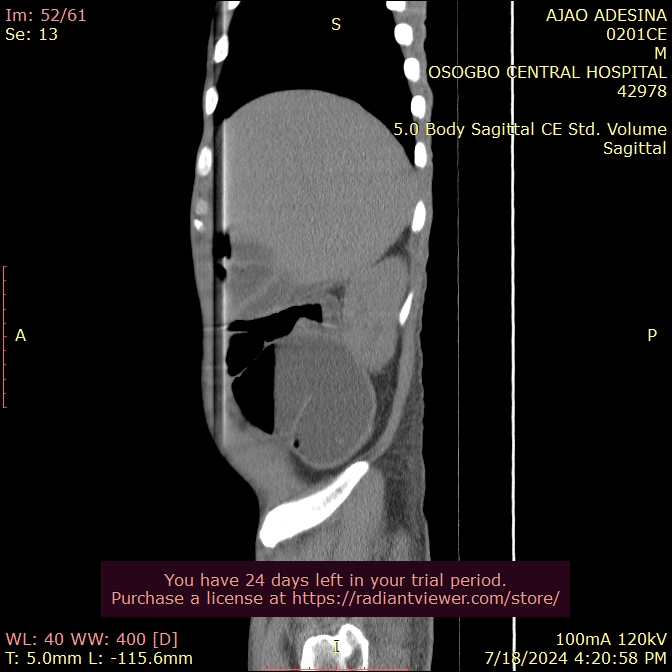 Im: 52/61
Se: 13
S
AJAO ADESINA
0201CE
M
OSOGBO CENTRAL HOSPITAL
42978
5.0 Body Sagittal CE Std. Volume
Sagittal
A
P
You have 24 days left in your trial period.
Purchase a license at https://radiantviewer.com/store/
I
WL: 40 WW: 400 [D]
T: 5.0mm L: -115.6mm
100mA 120kV
7/18/2024 4:20:58 PM